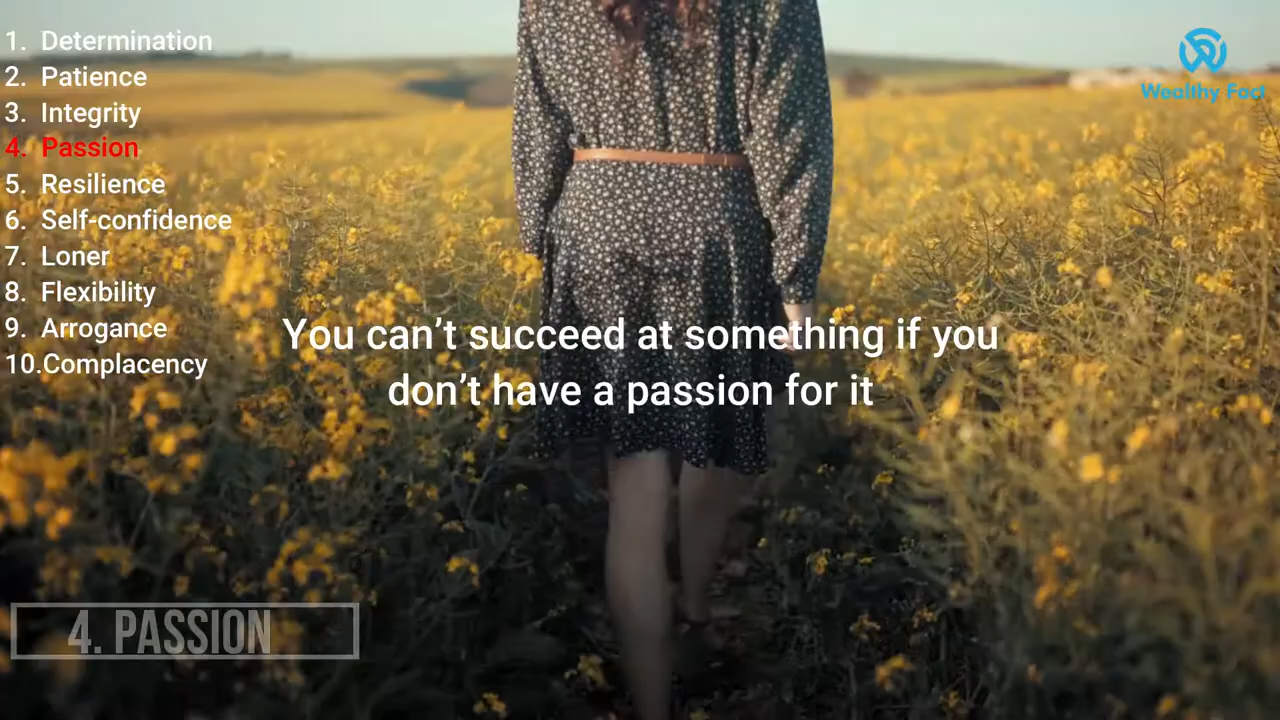 1. Determination
2. Patience
3. Integrity
4. Passion
5. Resilience
6. Self-confidence
7. Loner
8. Flexibility
9. Arrogance
10.Complacency
Wealthy Fact
You can’t succeed at something if you
don’t have a passion for it
4. PASSION